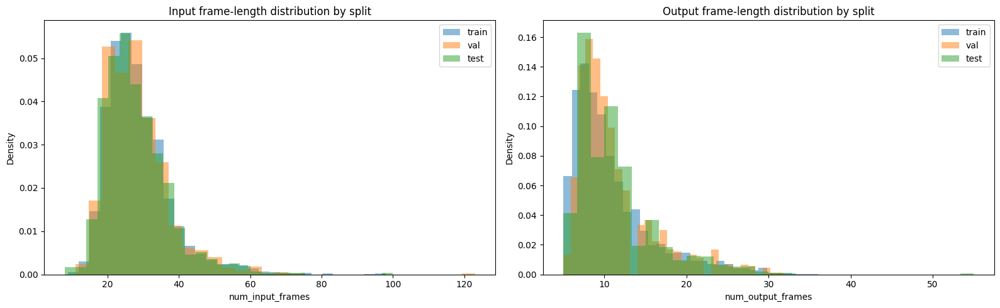 Input frame-length distribution by split
Density
0.05
0.04
0.03
0.02
0.01
0.00
20 40 60 80 100 120
num_input_frames
train
val
test
Output frame-length distribution by split
Density
0.16
0.14
0.12
0.10
0.08
0.06
0.04
0.02
0.00
10 20 30 40 50
num_output_frames
train
val
test